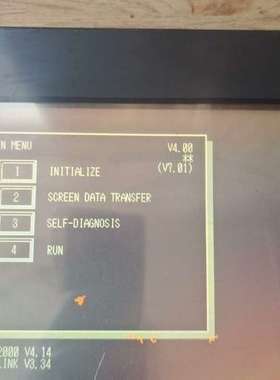 N MENU
V4.00
**
(V7.01)
1 INITIALIZE
2 SCREEN DATA TRANSFER
3 SELF-DIAGNOSIS
4 RUN
2000 V4.14
LINK V3.34